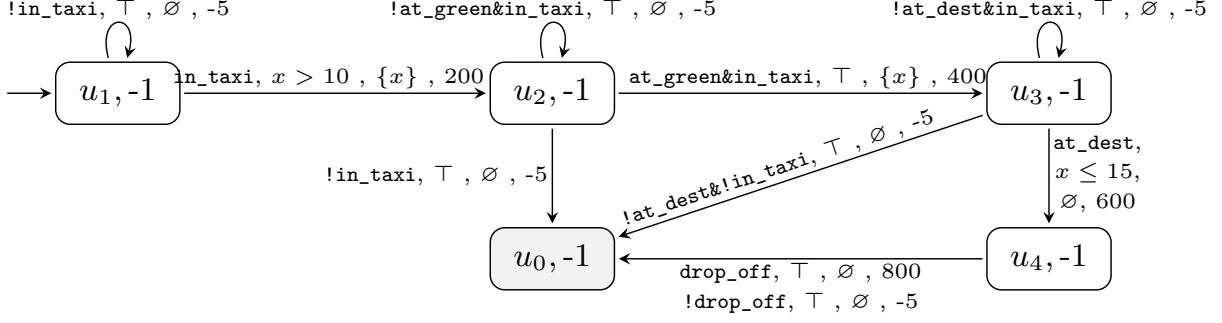 !in_taxi, ⊤ , ∅ , -5
!at_green&in_taxi, ⊤ , ∅ , -5
!at_dest&in_taxi, ⊤ , ∅ , -5
u₁, -1
in_taxi, x > 10 , {x} , 200
u₂, -1
at_green&in_taxi, ⊤ , {x} , 400
u₃, -1
!in_taxi, ⊤ , ∅ , -5
!at_dest&!in_taxi, ⊤ , ∅ , -5
at_dest,
x ≤ 15,
∅, 600
u₀, -1
drop_off, ⊤ , ∅ , 800
!drop_off, ⊤ , ∅ , -5
u₄, -1